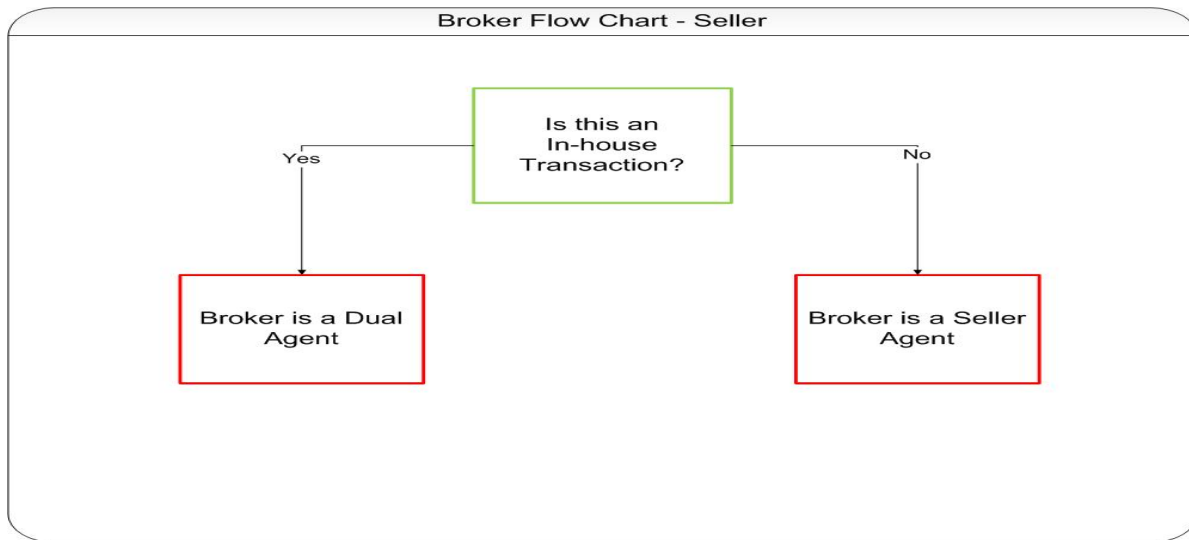 Broker Flow Chart - Seller
Is this an
In-house
Transaction?
Yes
No
Broker is a Dual
Agent
Broker is a Seller
Agent